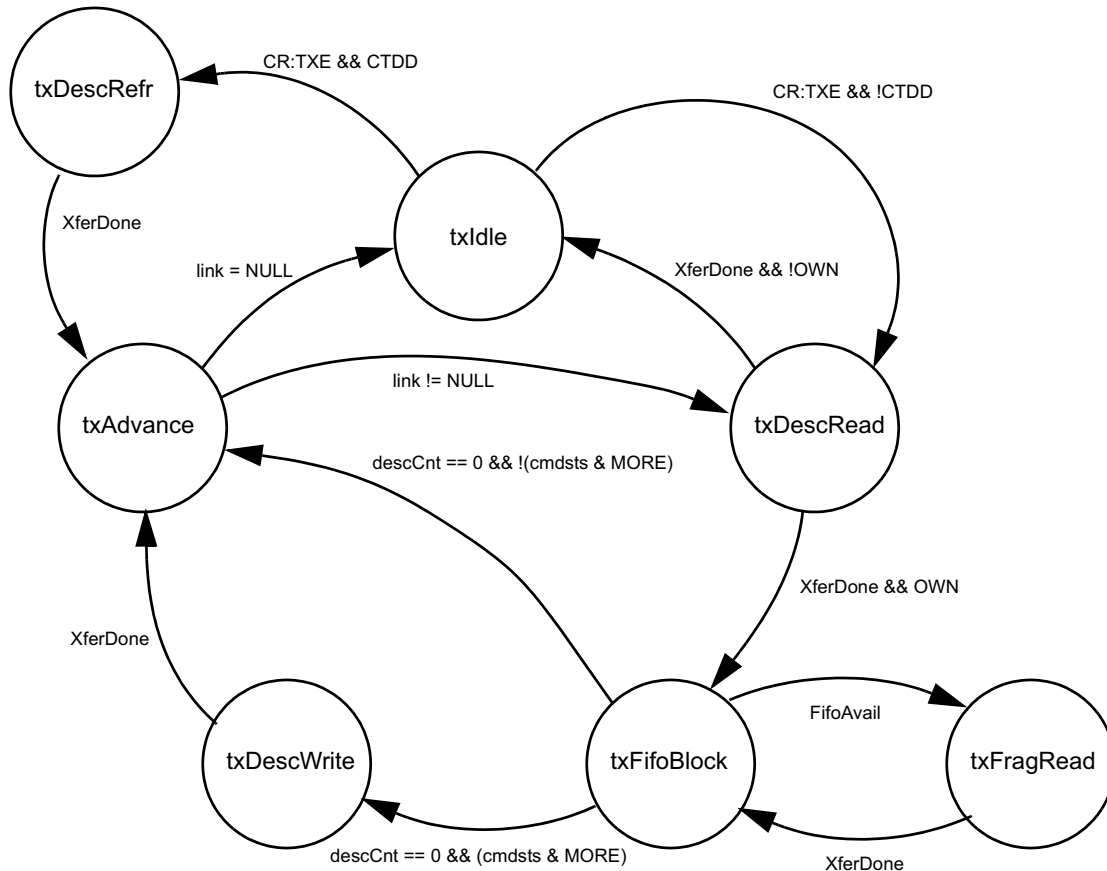 CR:TXE && CTDD
txDescRefr
CR:TXE && !CTDD
XferDone
txIdle
link = NULL
XferDone && !OWN
link != NULL
txAdvance
txDescRead
descCnt == 0 && !(cmdsts & MORE)
XferDone && OWN
XferDone
FifoAvail
txDescWrite
txFifoBlock
txFragRead
descCnt == 0 && (cmdsts & MORE)
XferDone